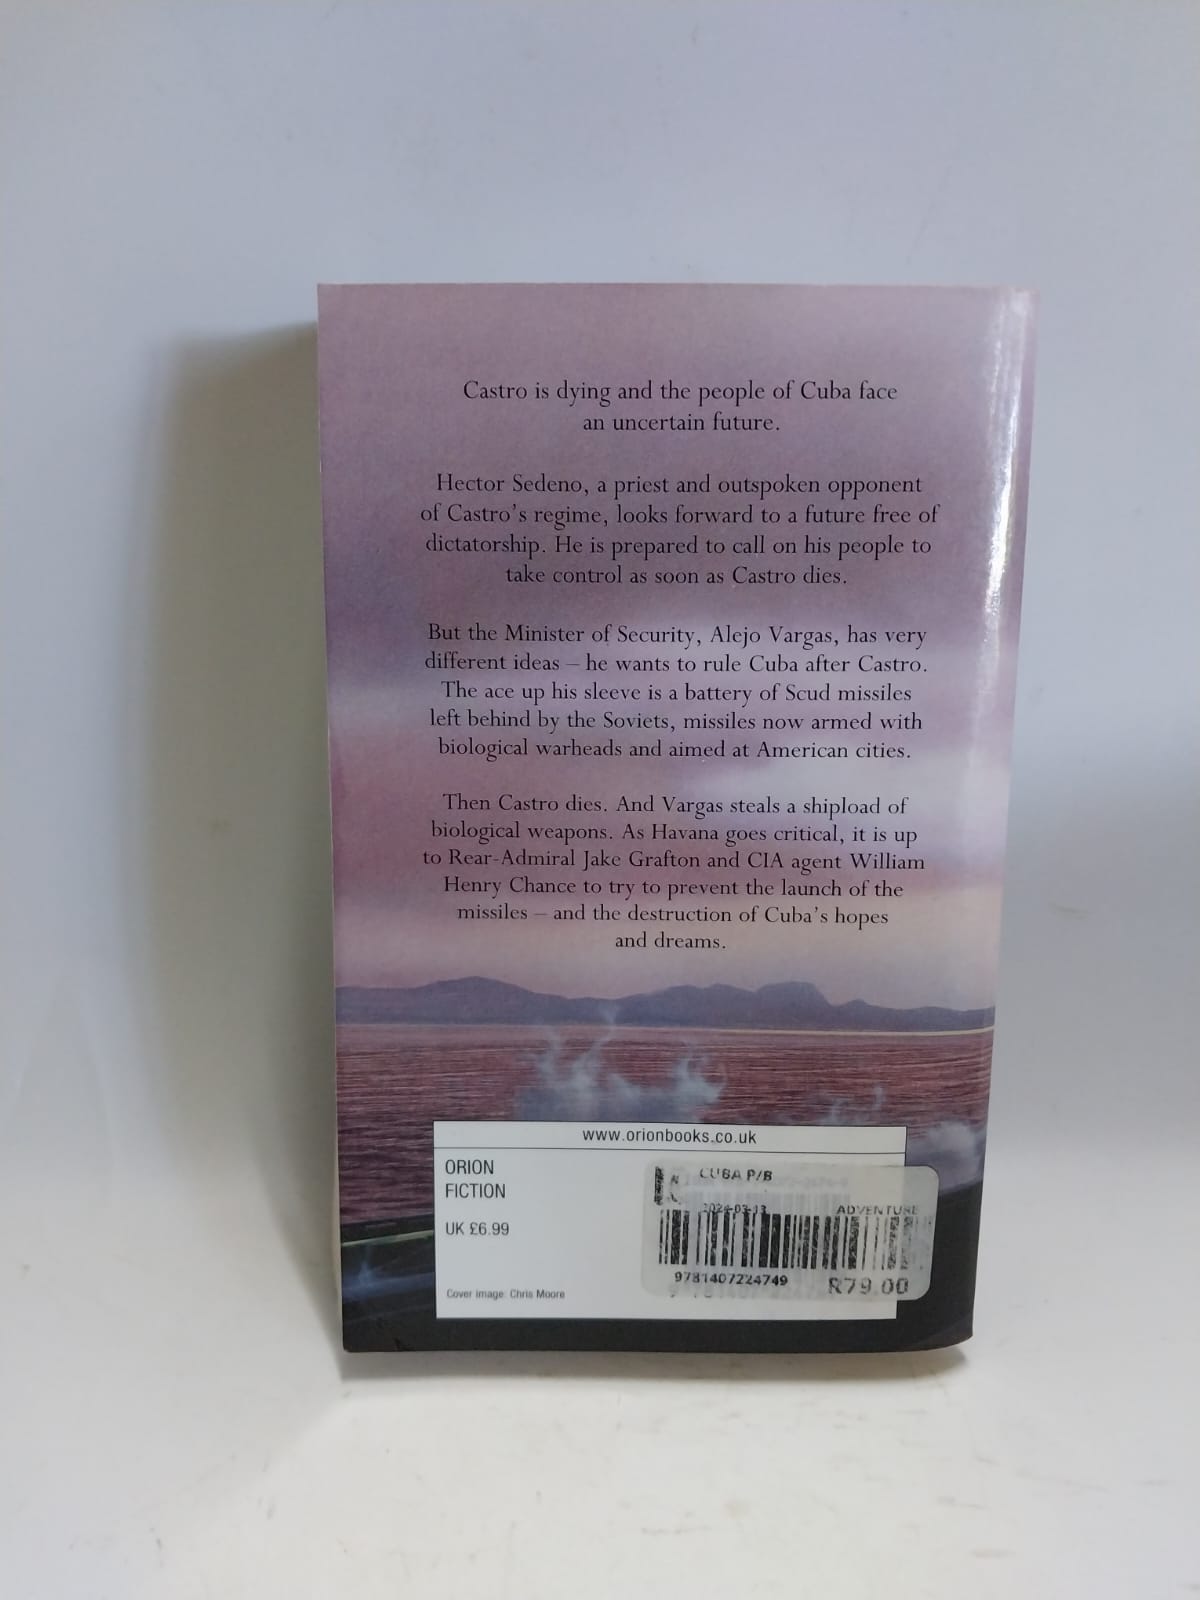 Castro is dying and the people of Cuba face
an uncertain future.
Hector Sedeno, a priest and outspoken opponent
of Castro's regime, looks forward to a future free of
dictatorship. He is prepared to call on his people to
take control as soon as Castro dies.
But the Minister of Security, Alejo Vargas, has very
different ideas – he wants to rule Cuba after Castro.
The ace up his sleeve is a battery of Scud missiles
left behind by the Soviets, missiles now armed with
biological warheads and aimed at American cities.
Then Castro dies. And Vargas steals a shipload of
biological weapons. As Havana goes critical, it is up
to Rear-Admiral Jake Grafton and CIA agent William
Henry Chance to try to prevent the launch of the
missiles – and the destruction of Cuba's hopes
and dreams.
www.orionbooks.co.uk
ORION
FICTION
UK £6.99
Cover image: Chris Moore
CUBA P/B
2024-03-13 ADVENTURE
9781407224749 R79.00